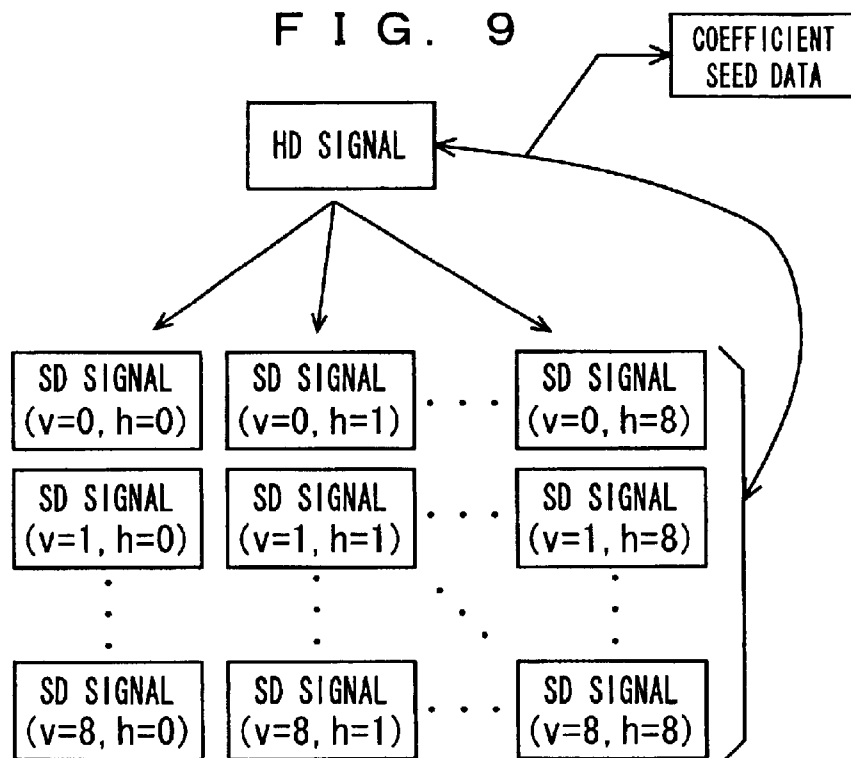 FIG. 9
COEFFICIENT
SEED DATA
HD SIGNAL
SD SIGNAL
(v=0, h=0)
SD SIGNAL
(v=0, h=1)
SD SIGNAL
(v=0, h=8)
SD SIGNAL
(v=1, h=0)
SD SIGNAL
(v=1, h=1)
SD SIGNAL
(v=1, h=8)
SD SIGNAL
(v=8, h=0)
SD SIGNAL
(v=8, h=1)
SD SIGNAL
(v=8, h=8)